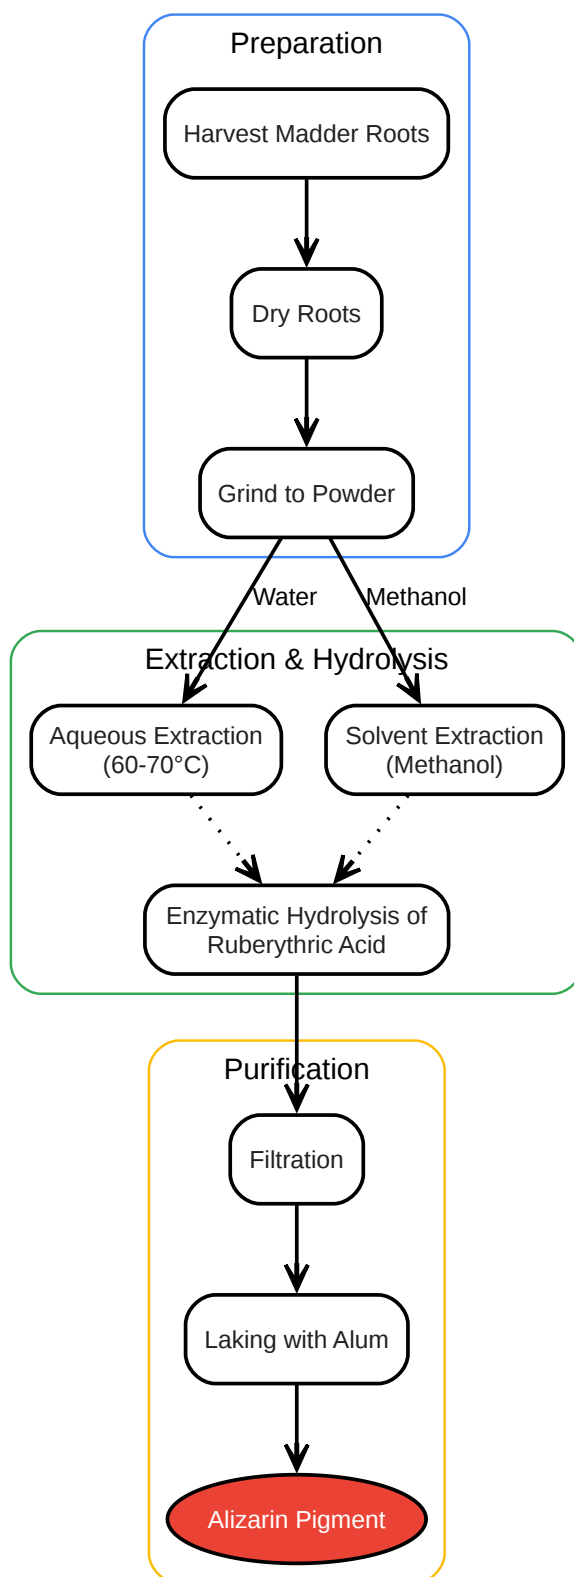 Preparation
Harvest Madder Roots
Dry Roots
Grind to Powder
Water
Methanol
Extraction & Hydrolysis
Aqueous Extraction
(60-70°C)
Solvent Extraction
(Methanol)
Enzymatic Hydrolysis of
Ruberythric Acid
Purification
Filtration
Laking with Alum
Alizarin Pigment